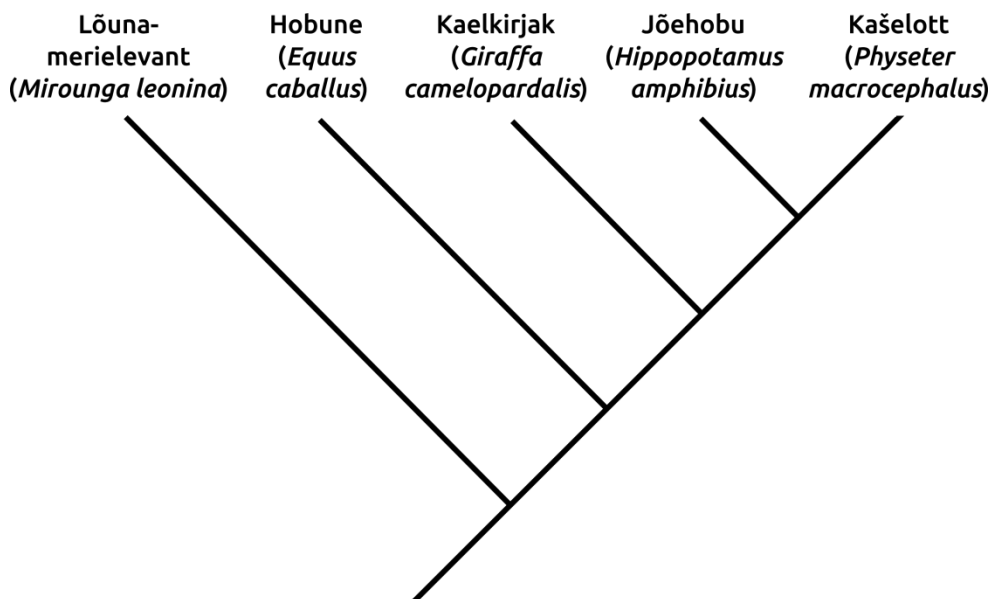 Lõuna-
merielevant
(Mirounga leonina)
Hobune
(Equus
caballus)
Kaelkirjak
(Giraffa
camelopardalis)
Jõehobu
(Hippopotamus
amphibius)
Kašelott
(Physeter
macrocephalus)